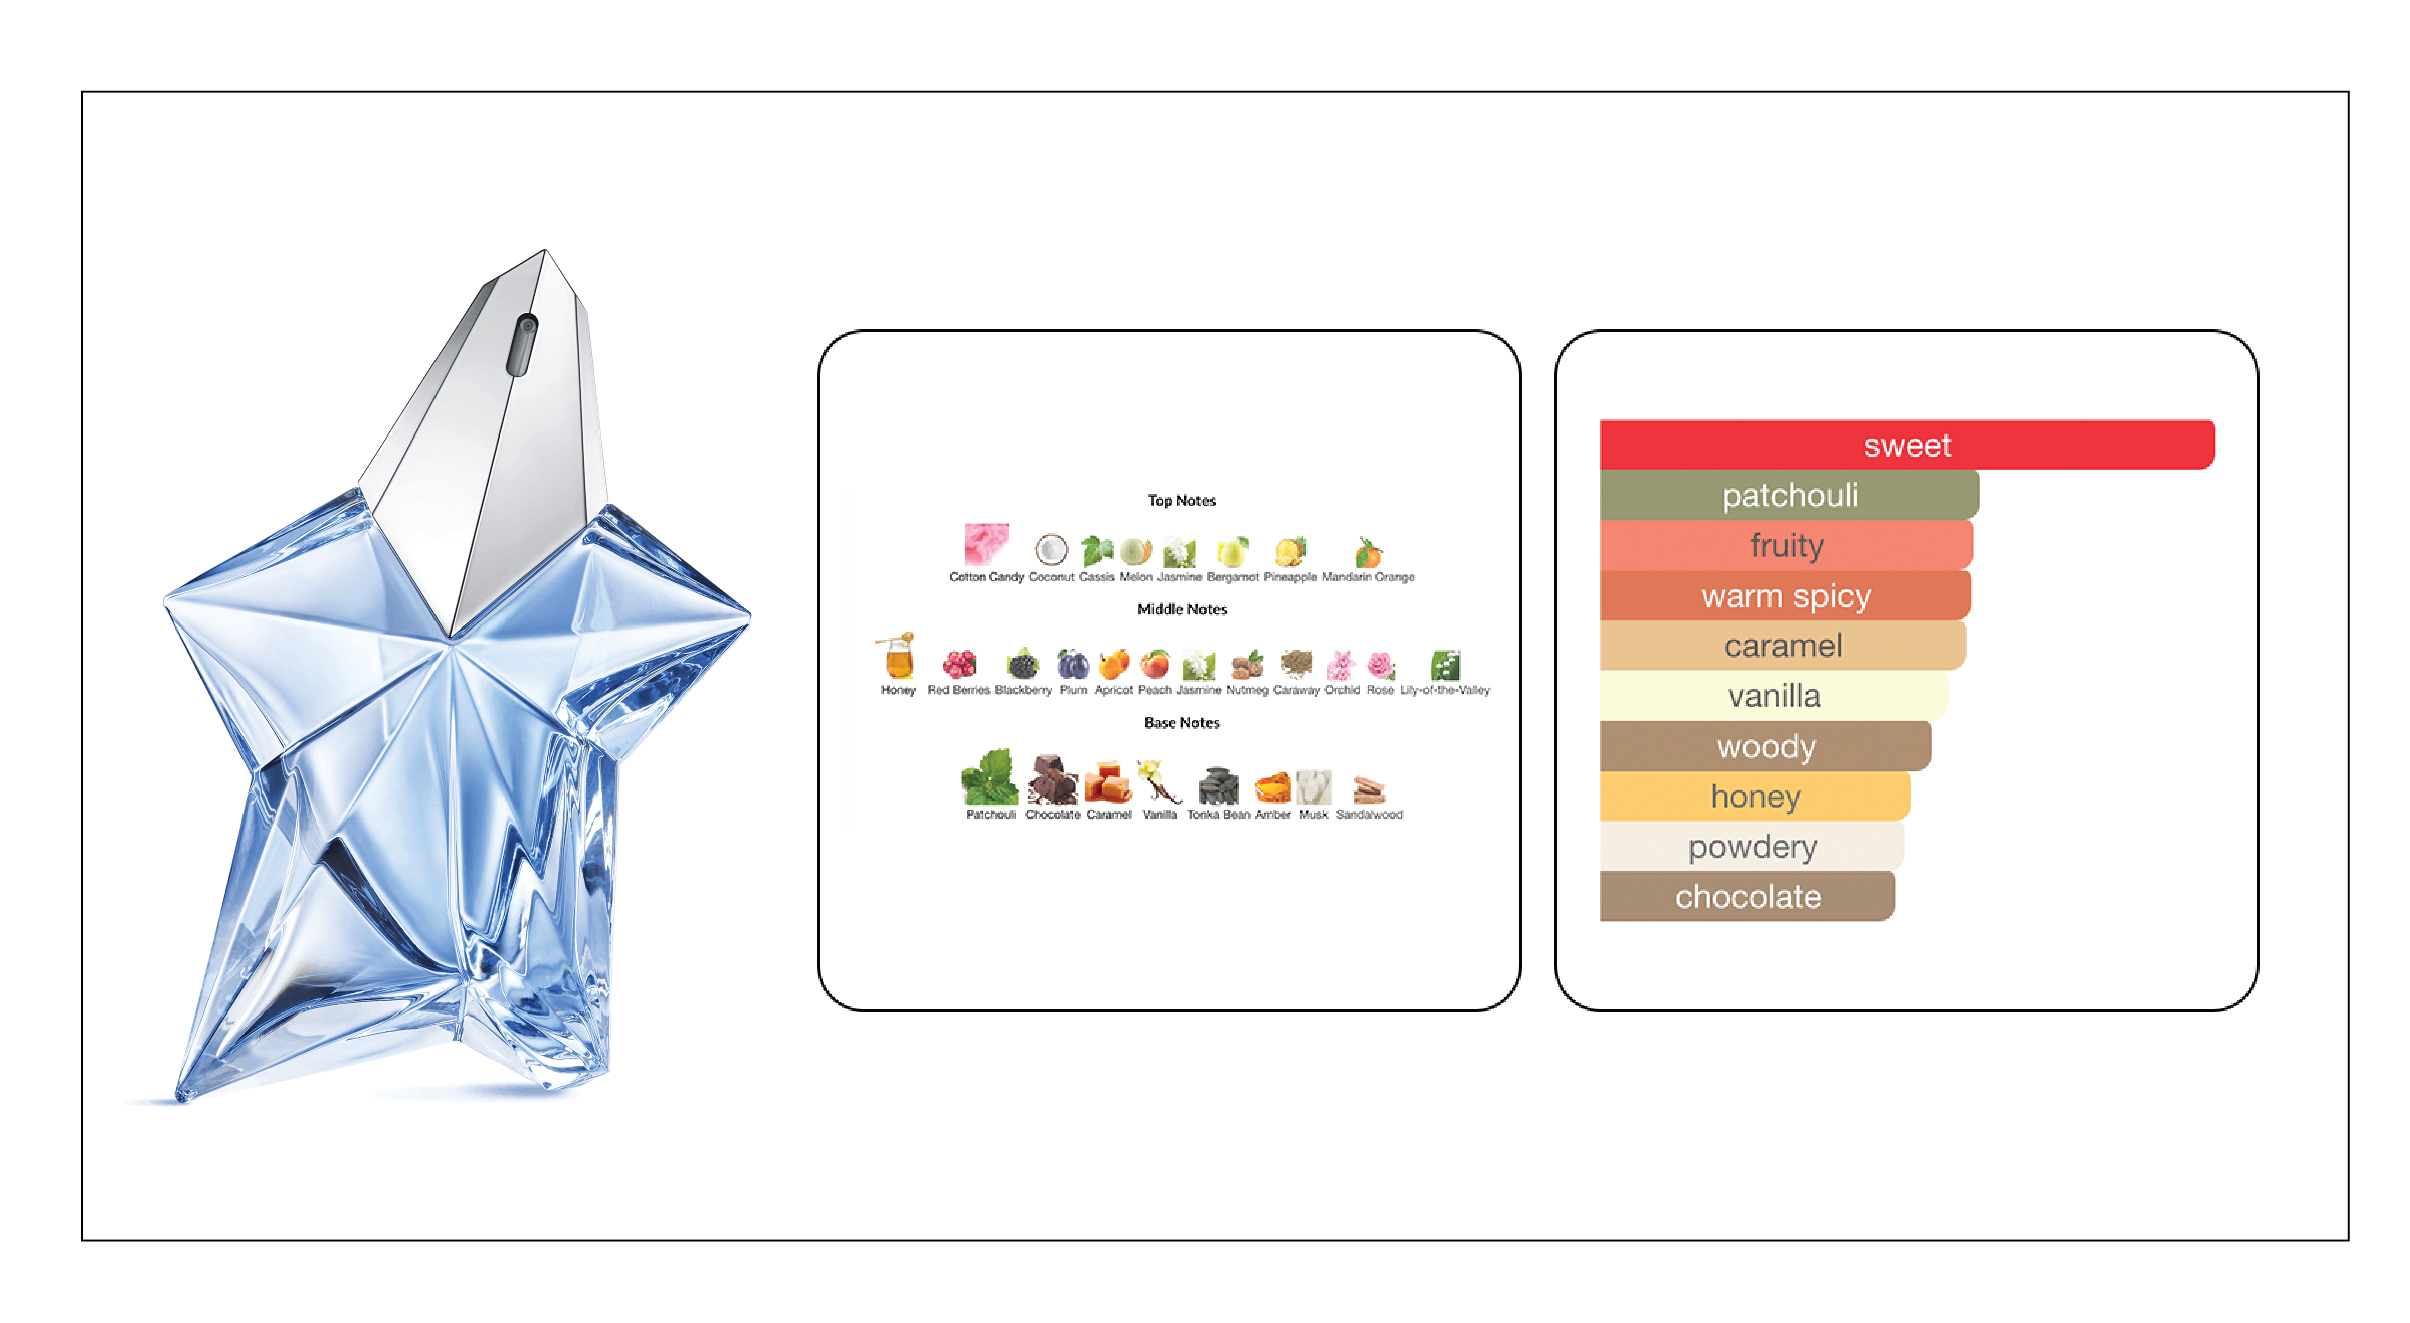 Top Notes
Cotton Candy Coconut Cassis Melon Jasmine Bergamot Pineapple Mandarin Orange
Middle Notes
Honey Red Berries Blackberry Plum Apricot Peach Jasmine Nutmeg Caraway Orchid Rose Lily-of-the-Valley
Base Notes
Patchouli Chocolate Caramel Vanilla Tonka Bean Amber Musk Sandalwood
sweet
patchouli
fruity
warm spicy
caramel
vanilla
woody
honey
powdery
chocolate